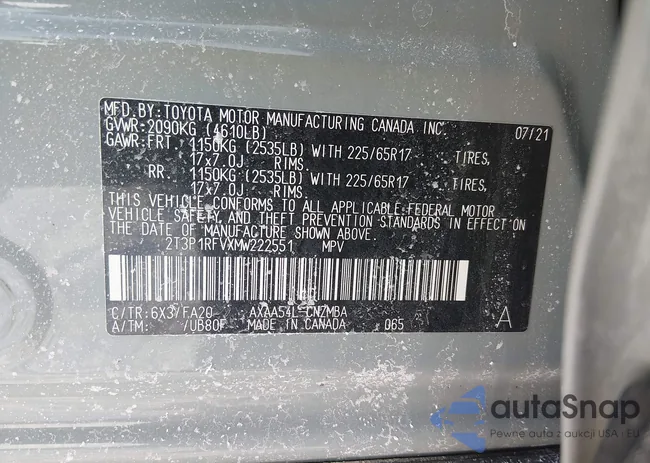 MFD.BY:TOYOTA MOTOR MANUFACTURING CANADA INC. 07/21
GVWR:2090KG (4610LB)
GAWR:FRT 1150KG (2535LB) WITH 225/65R17 TIRES,
17x7.0J RIMS.
RR 1150KG (2535LB) WITH 225/65R17 TIRES,
17x7.0J RIMS.
THIS VEHICLE CONFORMS TO ALL APPLICABLE FEDERAL MOTOR
VEHICLE SAFETY, AND THEFT PREVENTION STANDARDS IN EFFECT ON
THE DATE OF MANUFACTURE SHOWN ABOVE.
2T3P1RFVXMW222551 MPV
C/TR:6X3/FA20 AXAA54L-CNZMBA
A/TM: /UB80F MADE IN CANADA 065 A
autaSnap
Pewne auta z aukcji USA i EU